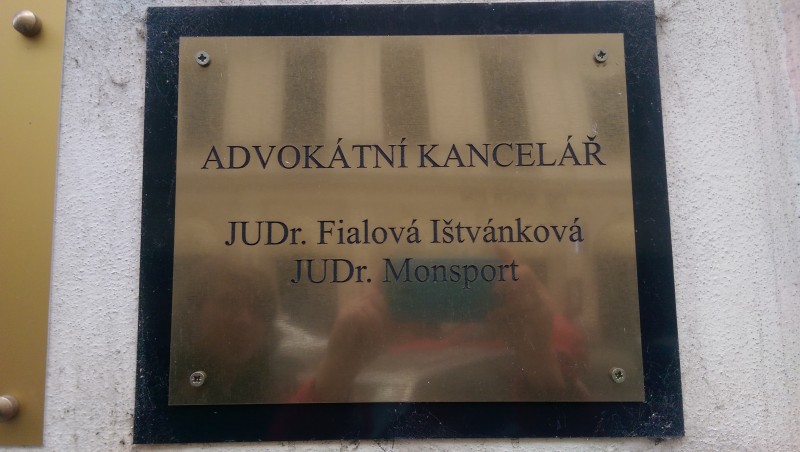 ADVOKÁTNÍ KANCELÁŘ
JUDr. Fialová Ištvánková
JUDr. Monsport